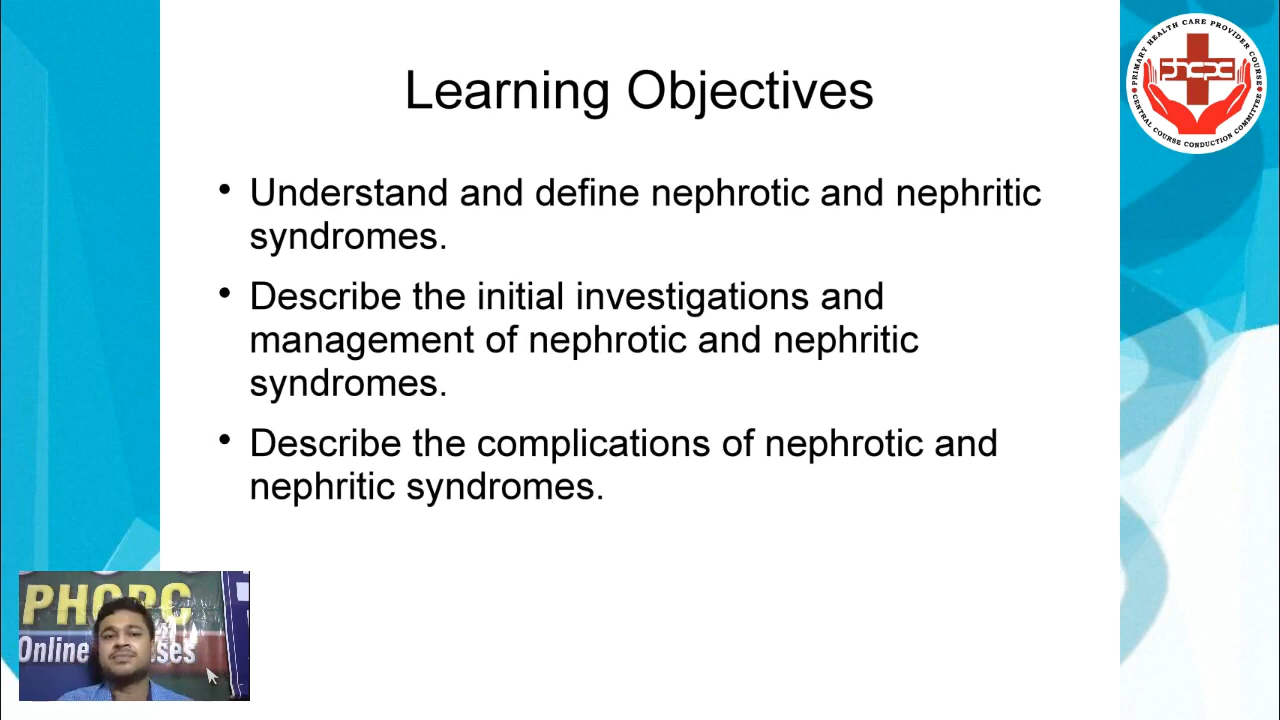 Learning Objectives
• Understand and define nephrotic and nephritic
syndromes.
• Describe the initial investigations and
management of nephrotic and nephritic
syndromes.
• Describe the complications of nephrotic and
nephritic syndromes.
PRIMARY HEALTH CARE PROVIDER COURSE
phcpc
CENTRAL COURSE CONDUCTION COMMITTEE
PHCPC
Online